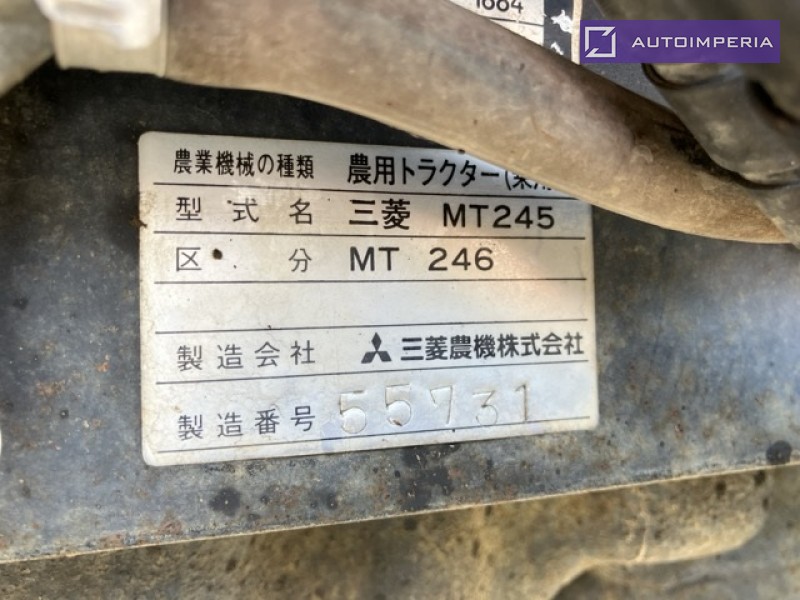 1664
AUTOIMPERIA
農業機械の種類 農用トラクター(乗用
型式名 三菱 MT245
区分 MT 246
製造会社 三菱農機株式会社
製造番号 55731